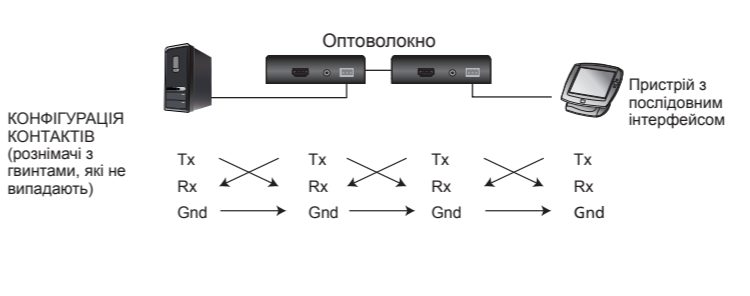 Оптоволокно
Пристрій з
послідовним
інтерфейсом
КОНФІГУРАЦІЯ
КОНТАКТІВ
(рознімачі з
гвинтами, які не
випадають)
Tx Tx Tx Tx
Rx Rx Rx Rx
Gnd Gnd Gnd Gnd